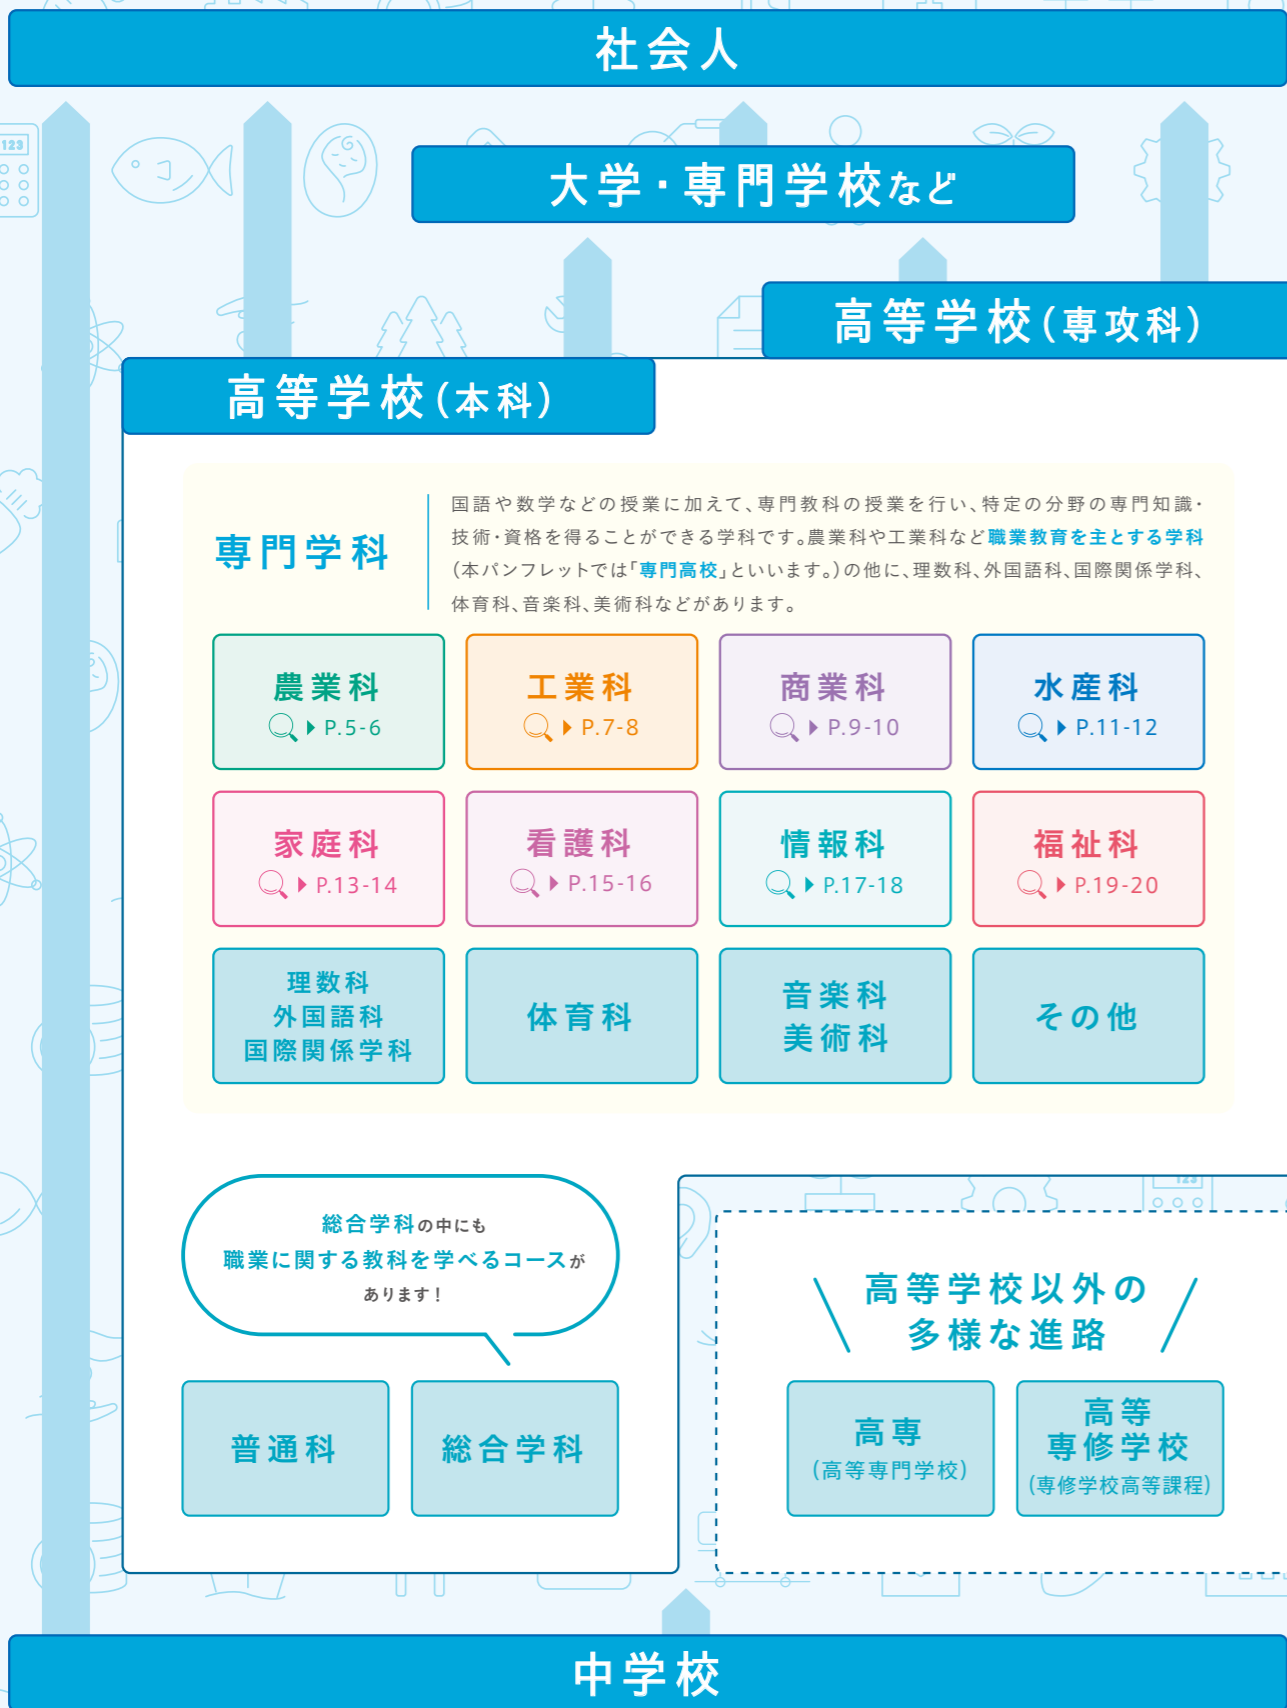 社会人
123
大学・専門学校など
高等学校（専攻科）
高等学校（本科）
専門学科
国語や数学などの授業に加えて、専門教科の授業を行い、特定の分野の専門知識・
技術・資格を得ることができる学科です。農業科や工業科など職業教育を主とする学科
（本パンフレットでは「専門高校」といいます。）の他に、理数科、外国語科、国際関係学科、
体育科、音楽科、美術科などがあります。
農業科
P.5-6
工業科
P.7-8
商業科
P.9-10
水産科
P.11-12
家庭科
P.13-14
看護科
P.15-16
情報科
P.17-18
福祉科
P.19-20
理数科
外国語科
国際関係学科
体育科
音楽科
美術科
その他
総合学科の中にも
職業に関する教科を学べるコースが
あります！
普通科
総合学科
123
高等学校以外の
多様な進路
高専
（高等専門学校）
高等
専修学校
（専修学校高等課程）
中学校